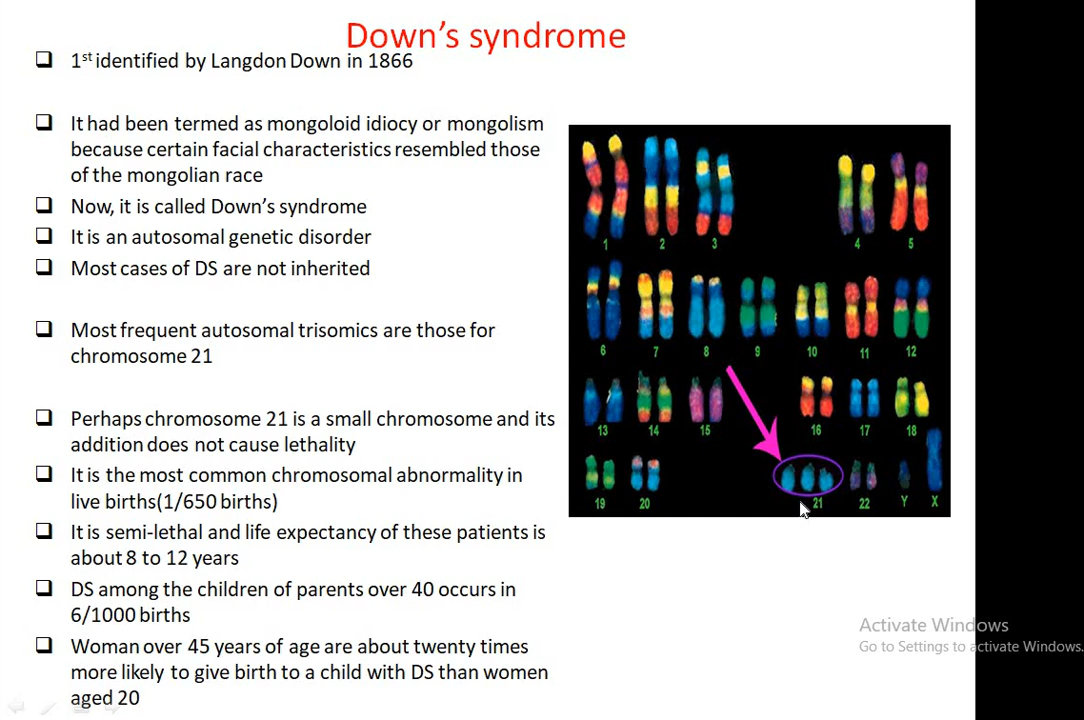 Down's syndrome
❑ 1st identified by Langdon Down in 1866
❑ It had been termed as mongoloid idiocy or mongolism
because certain facial characteristics resembled those
of the mongolian race
❑ Now, it is called Down's syndrome
❑ It is an autosomal genetic disorder
❑ Most cases of DS are not inherited
❑ Most frequent autosomal trisomics are those for
chromosome 21
❑ Perhaps chromosome 21 is a small chromosome and its
addition does not cause lethality
❑ It is the most common chromosomal abnormality in
live births(1/650 births)
❑ It is semi-lethal and life expectancy of these patients is
about 8 to 12 years
❑ DS among the children of parents over 40 occurs in
6/1000 births
❑ Woman over 45 years of age are about twenty times
more likely to give birth to a child with DS than women
aged 20
1 2 3 4 5
6 7 8 9 10 11 12
13 14 15 16 17 18
19 20 21 22 Y X
Activate Windows
Go to Settings to activate Windows.